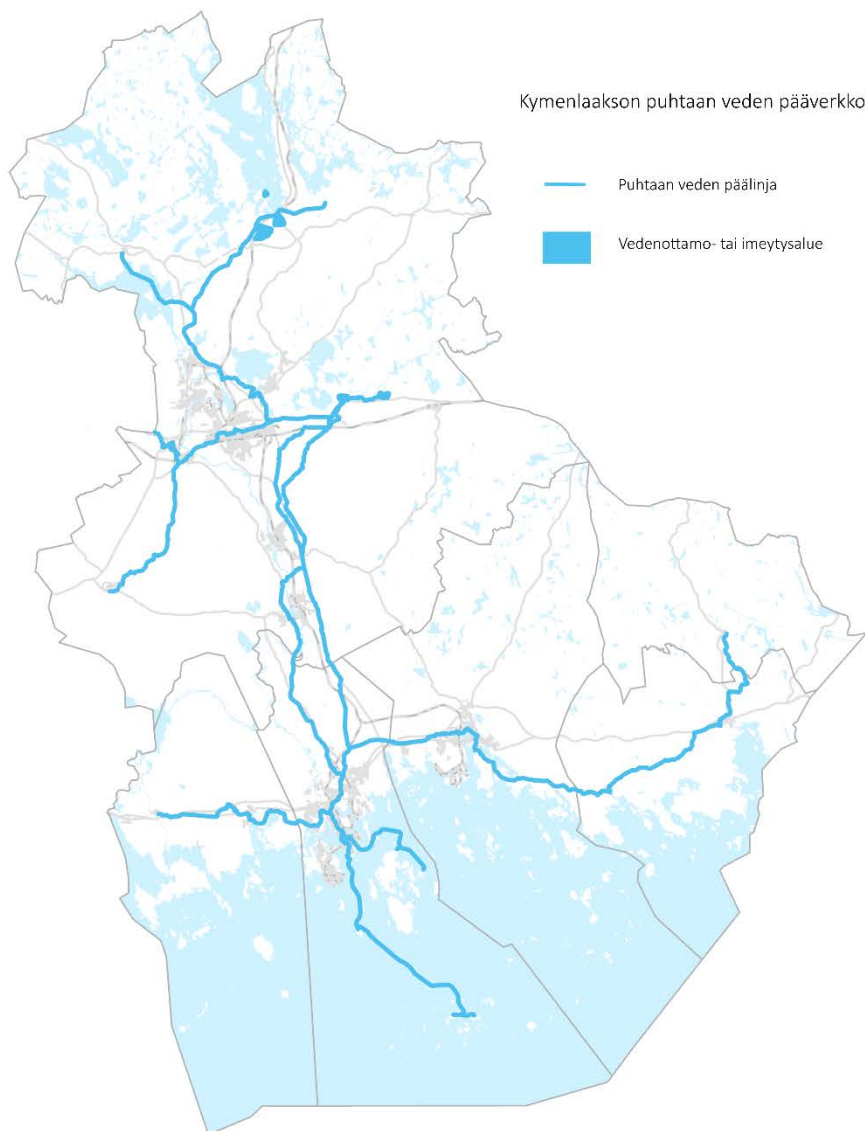 Kymenlaakson puhtaan veden pääverkko
Puhtaan veden päälinja
Vedenottamo- tai imeytysalue